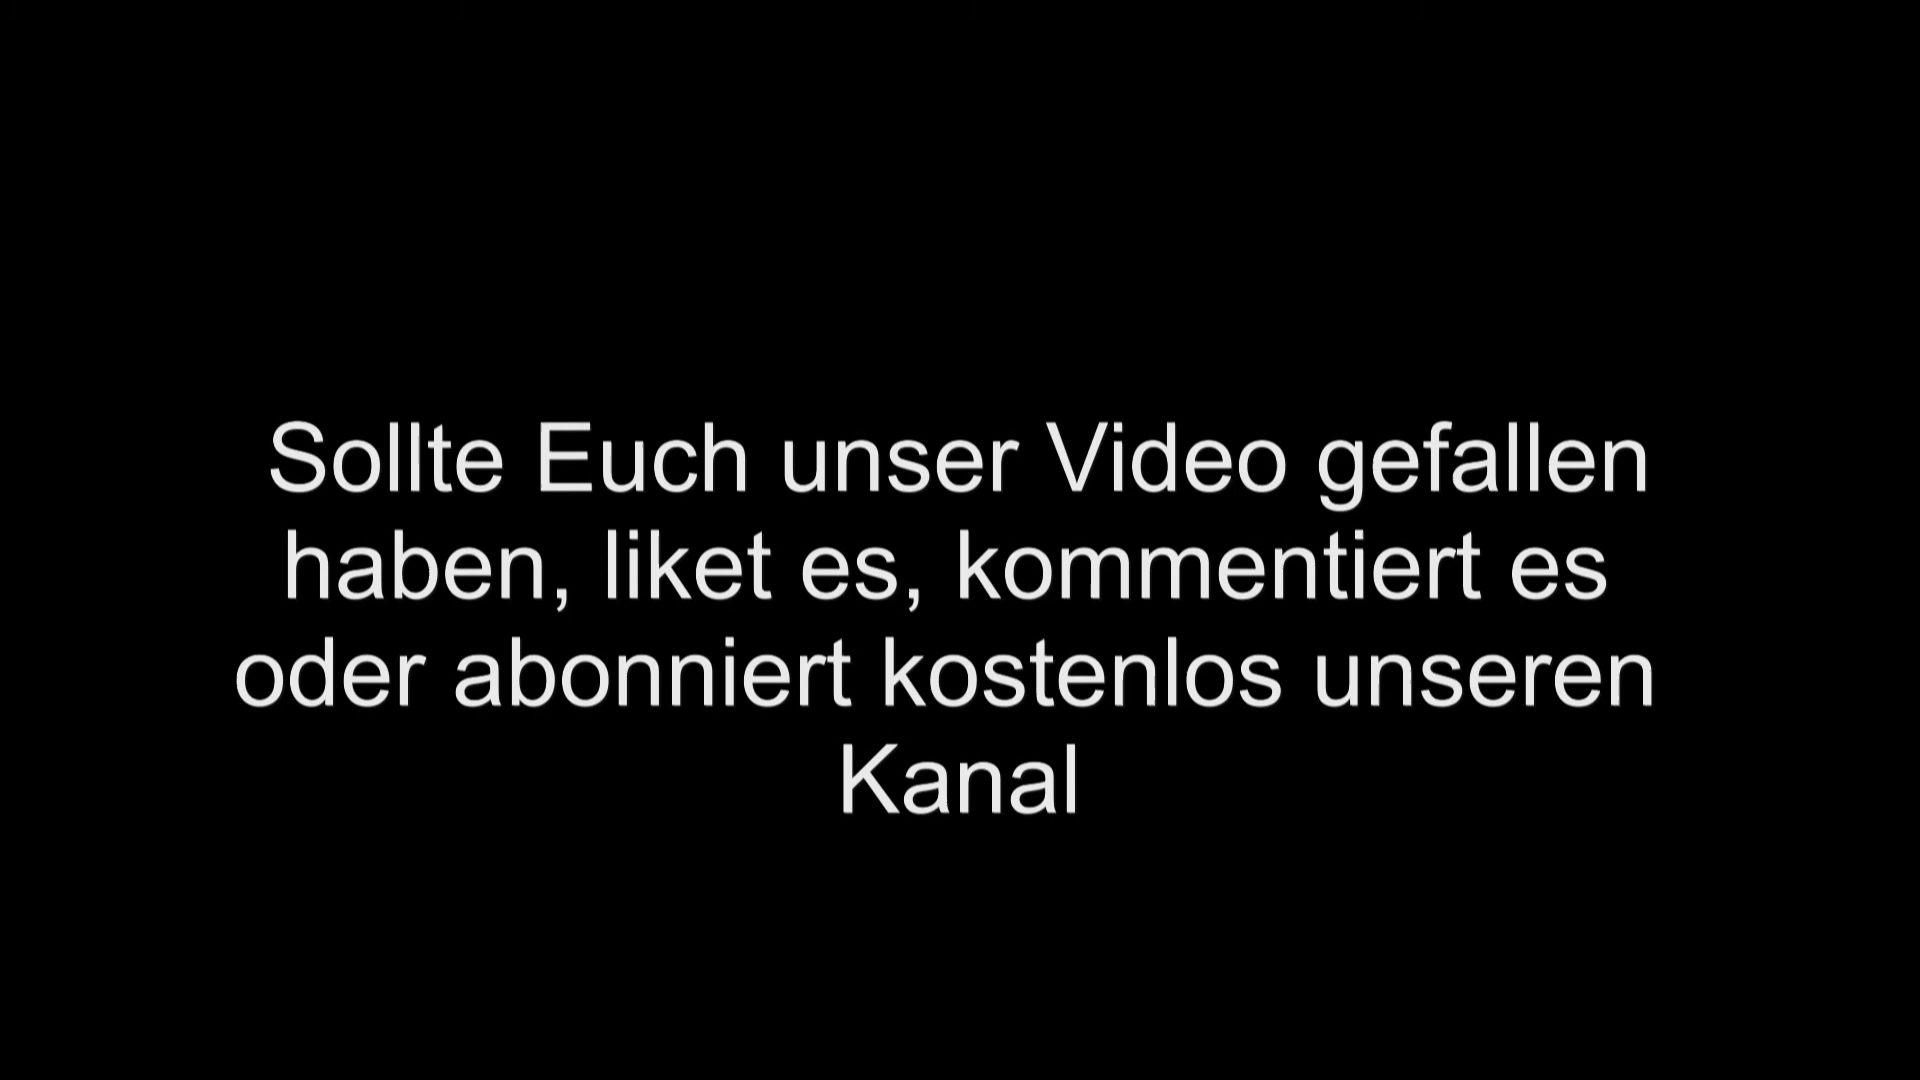 Sollte Euch unser Video gefallen
haben, liket es, kommentiert es
oder abonniert kostenlos unseren
Kanal